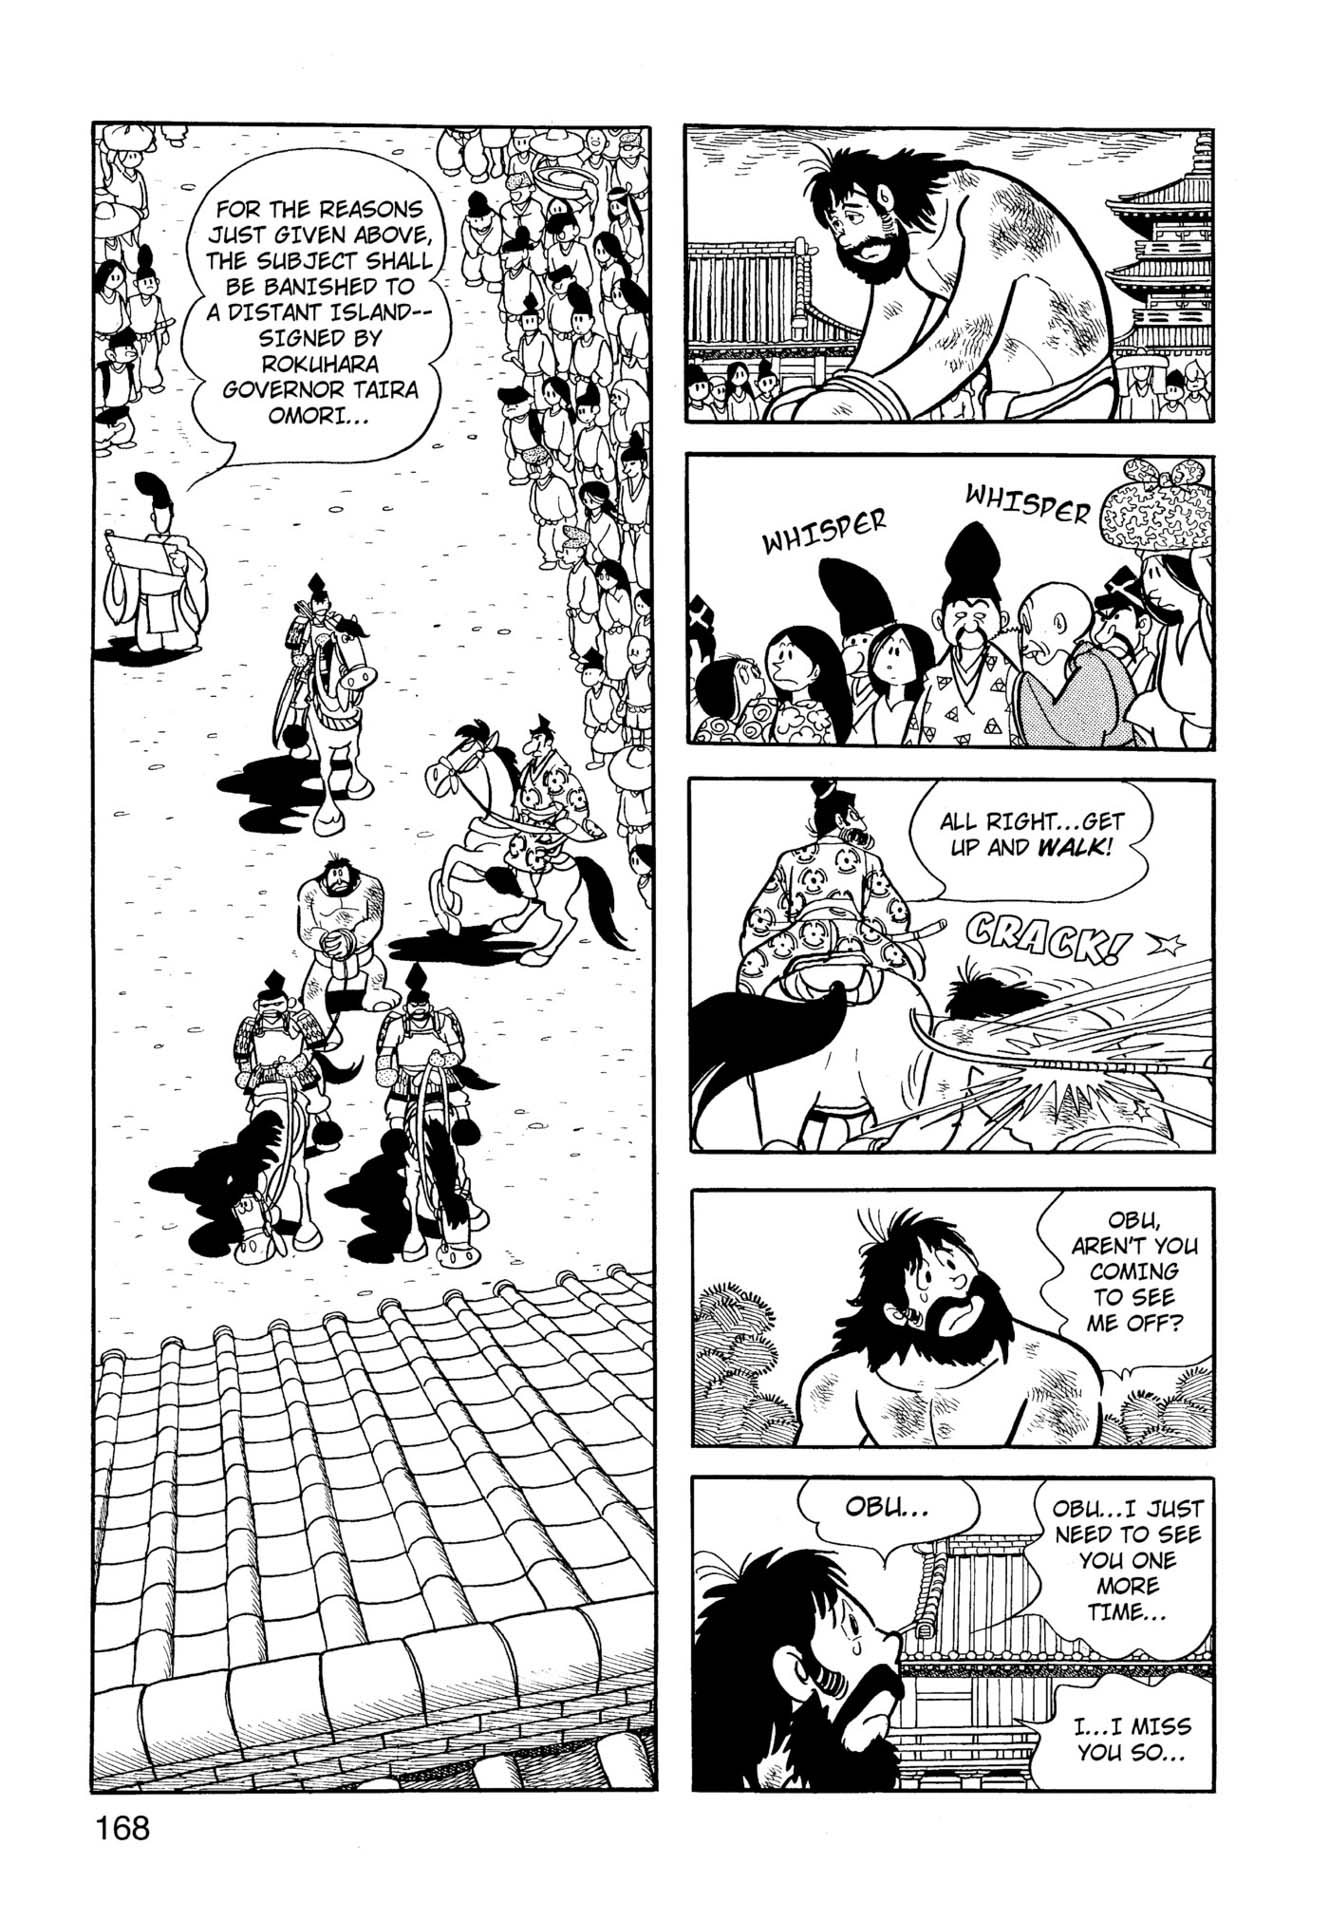 FOR THE REASONS
JUST GIVEN ABOVE,
THE SUBJECT SHALL
BE BANISHED TO
A DISTANT ISLAND--
SIGNED BY
ROKUHARA
GOVERNOR TAIRA
OMORI...
WHISPER
WHISPER
ALL RIGHT...GET
UP AND WALK!
CRACK!
OBU,
AREN'T YOU
COMING
TO SEE
ME OFF?
OBU...
OBU...I JUST
NEED TO SEE
YOU ONE
MORE
TIME...
I...I MISS
YOU SO...
168